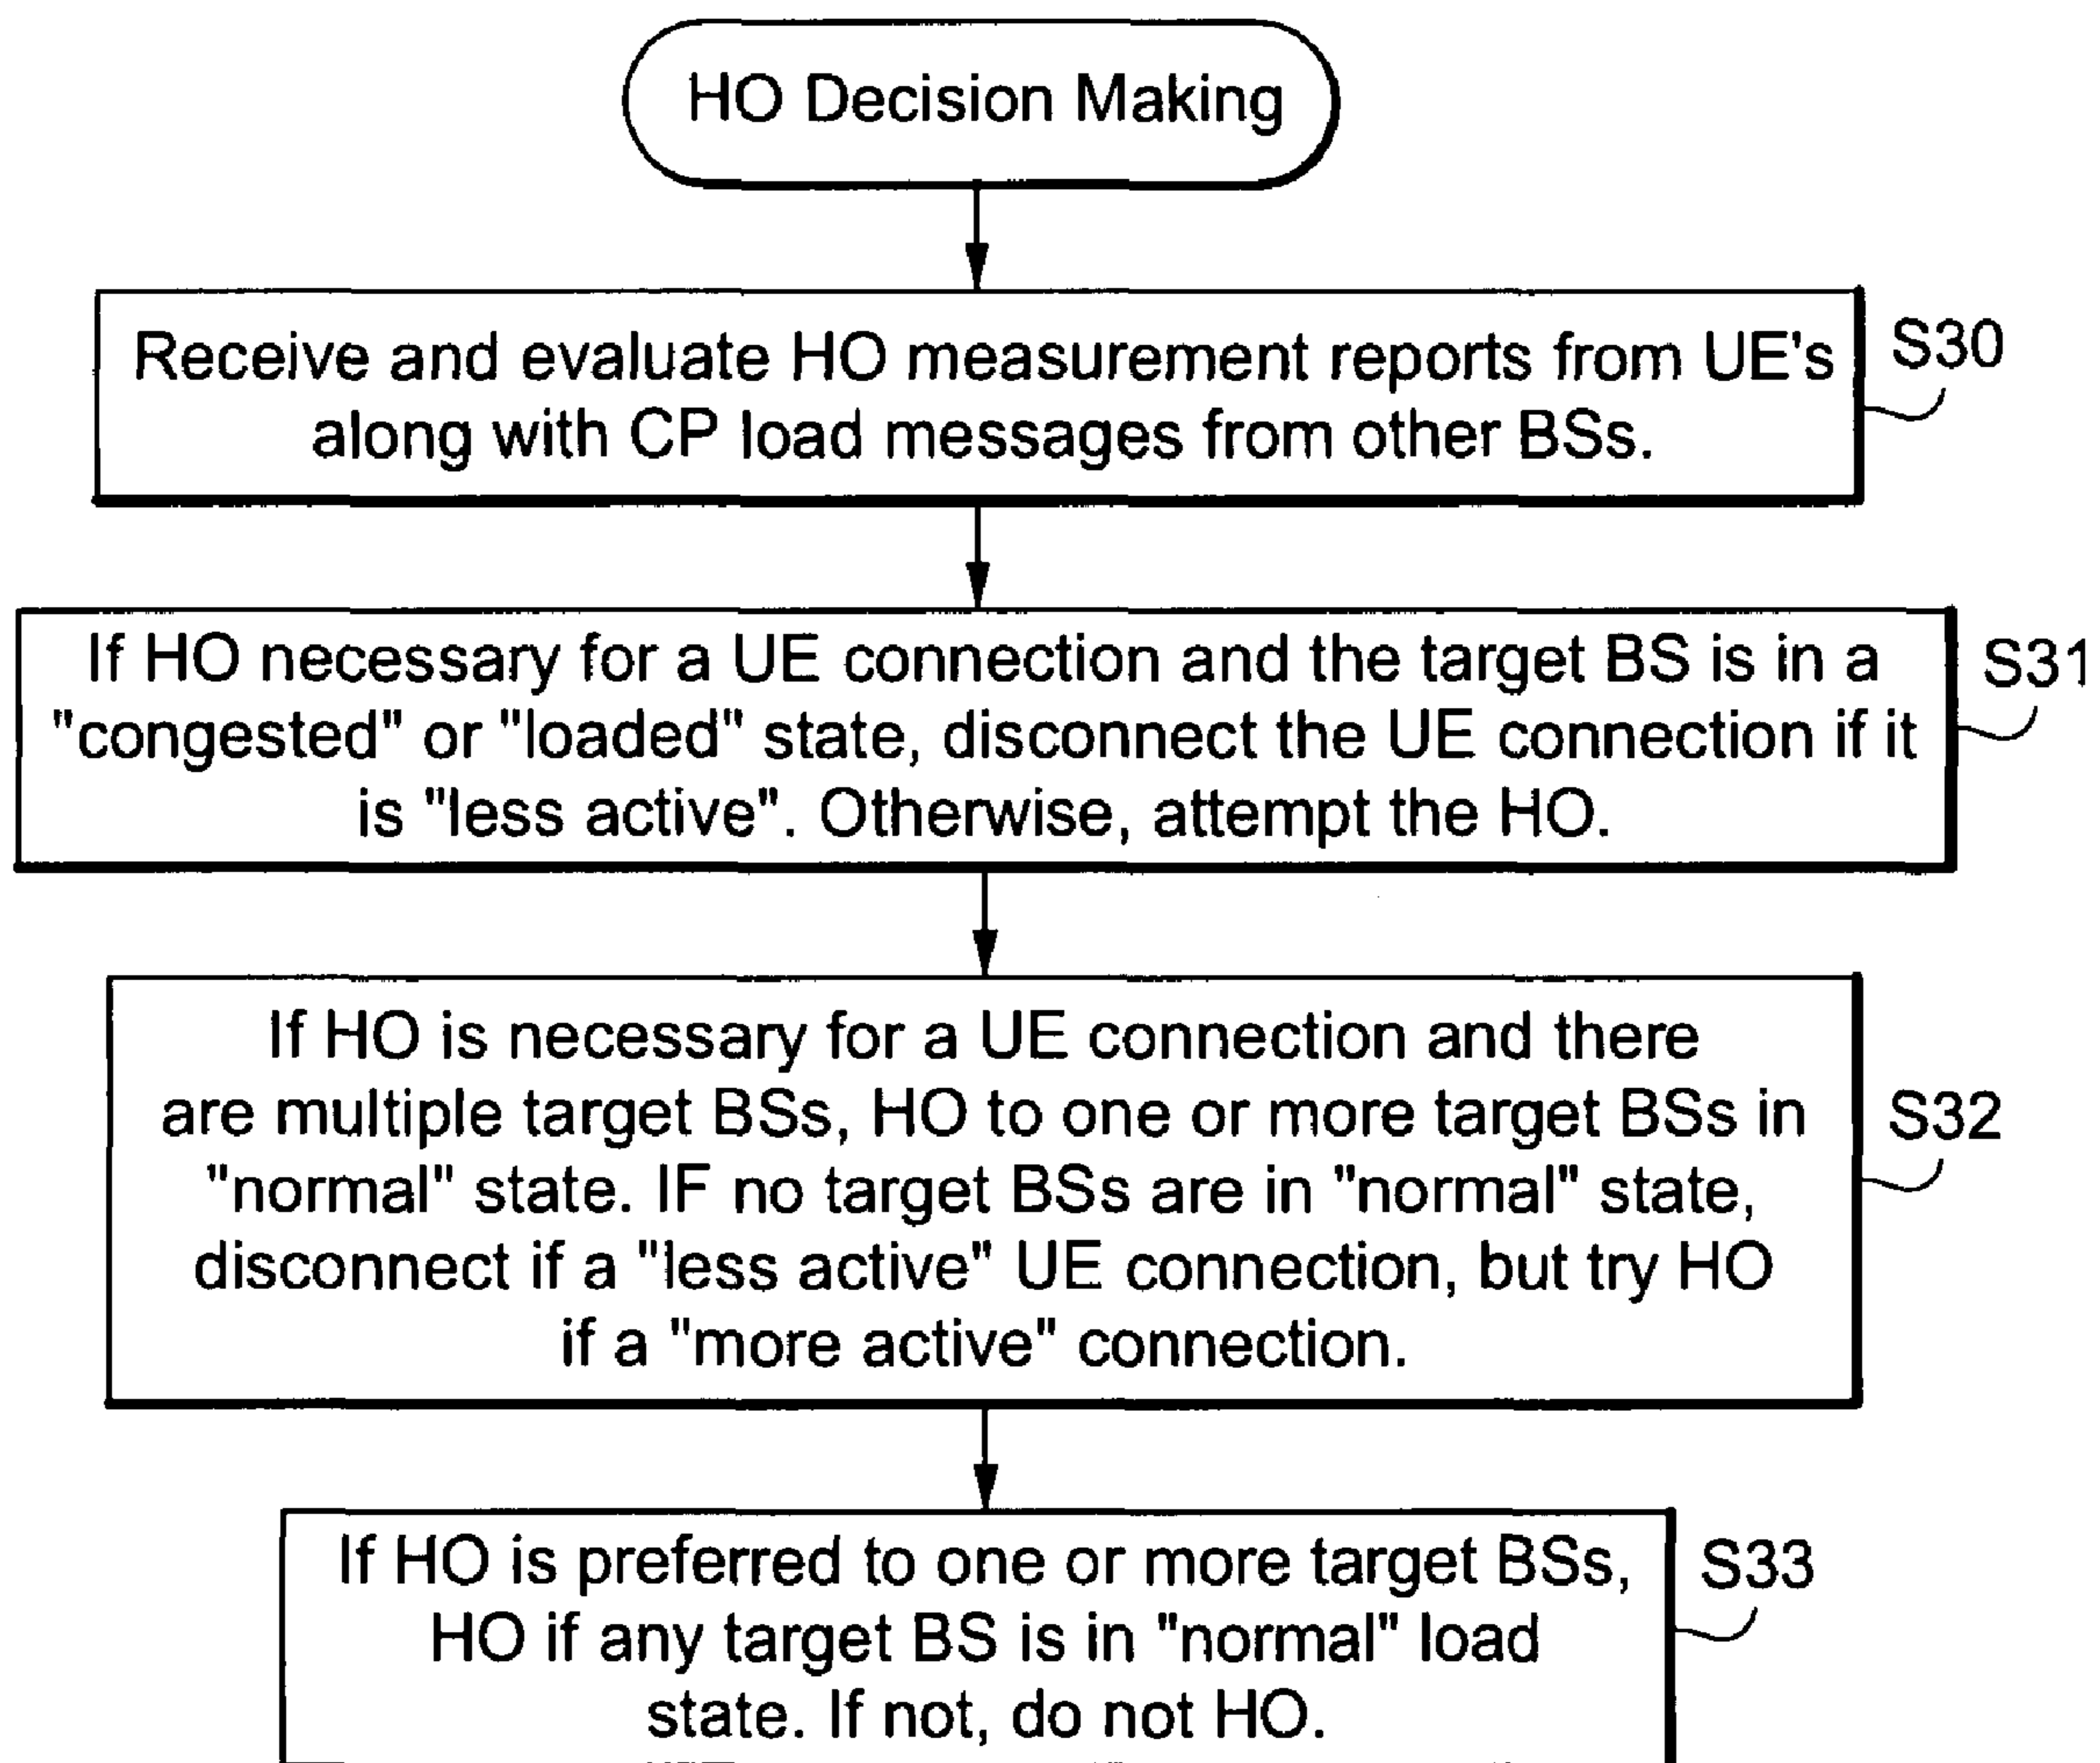 HO Decision Making
Receive and evaluate HO measurement reports from UE's
along with CP load messages from other BSs.
S30
If HO necessary for a UE connection and the target BS is in a
"congested" or "loaded" state, disconnect the UE connection if it
is "less active". Otherwise, attempt the HO.
S31
If HO is necessary for a UE connection and there
are multiple target BSs, HO to one or more target BSs in
"normal" state. IF no target BSs are in "normal" state,
disconnect if a "less active" UE connection, but try HO
if a "more active" connection.
S32
If HO is preferred to one or more target BSs,
HO if any target BS is in "normal" load
state. If not, do not HO.
S33